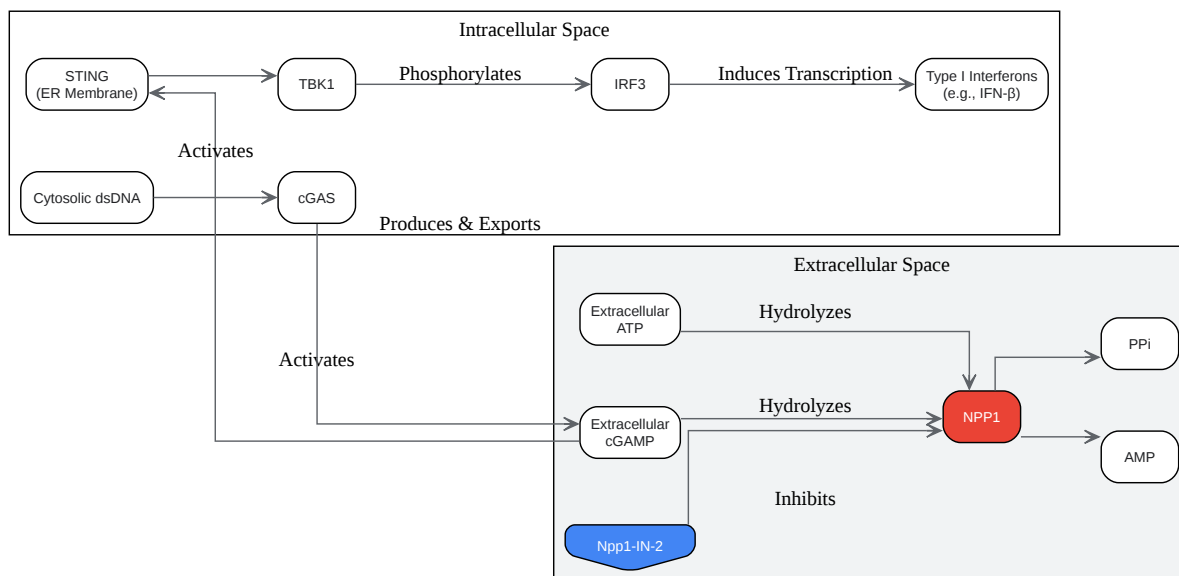 Intracellular Space
STING
(ER Membrane)
TBK1
Phosphorylates
IRF3
Induces Transcription
Type I Interferons
(e.g., IFN-β)
Activates
Cytosolic dsDNA
cGAS
Produces & Exports
Extracellular Space
Extracellular
ATP
Hydrolyzes
PPi
Activates
Extracellular
cGAMP
Hydrolyzes
NPP1
AMP
Inhibits
Npp1-IN-2